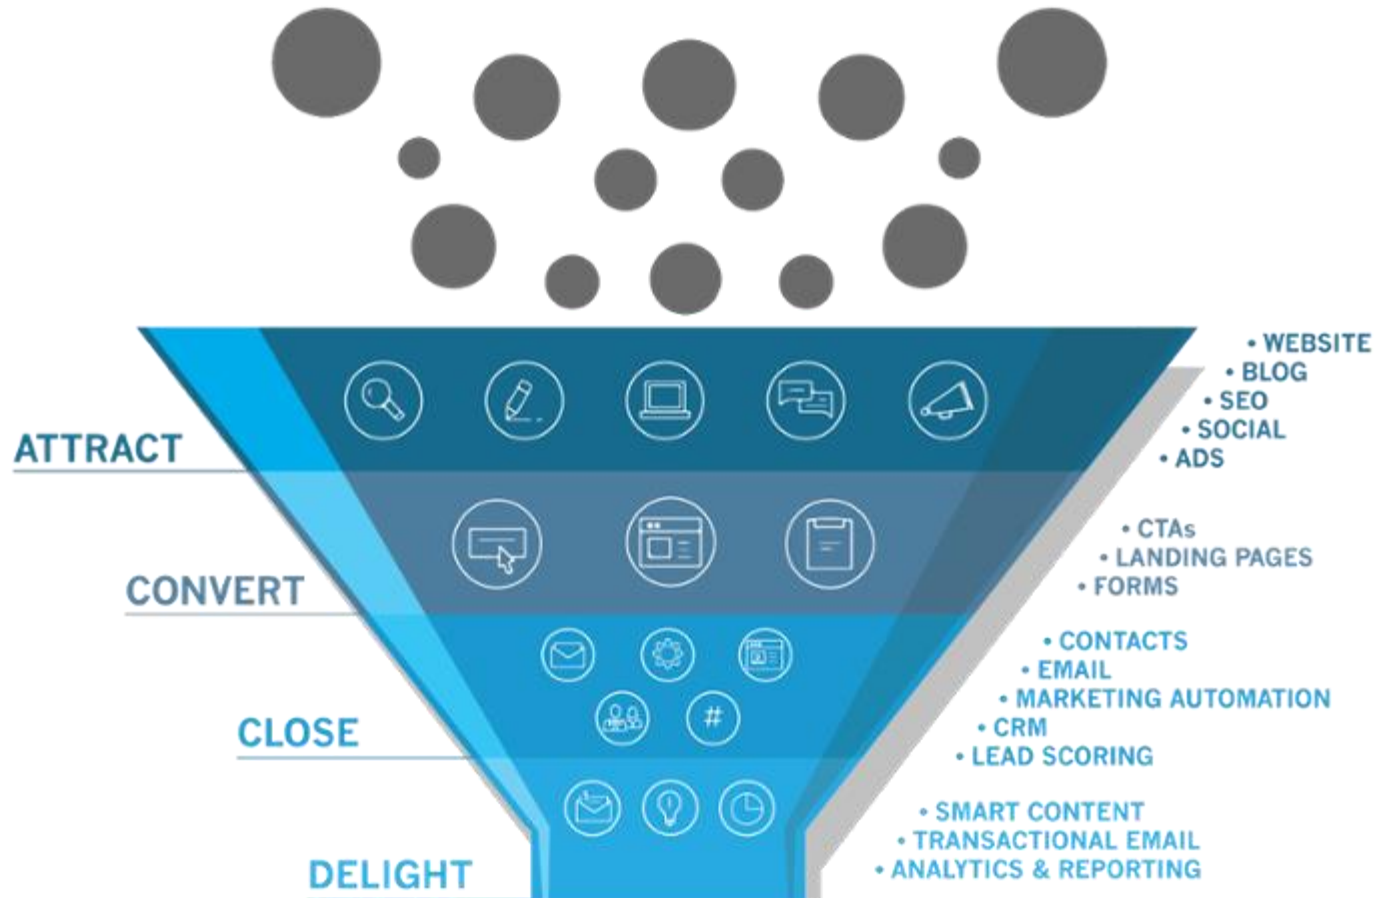 ATTRACT
• WEBSITE
• BLOG
• SEO
• SOCIAL
• ADS
CONVERT
• CTAs
• LANDING PAGES
• FORMS
CLOSE
#
• CONTACTS
• EMAIL
• MARKETING AUTOMATION
• CRM
• LEAD SCORING
DELIGHT
• SMART CONTENT
• TRANSACTIONAL EMAIL
• ANALYTICS & REPORTING